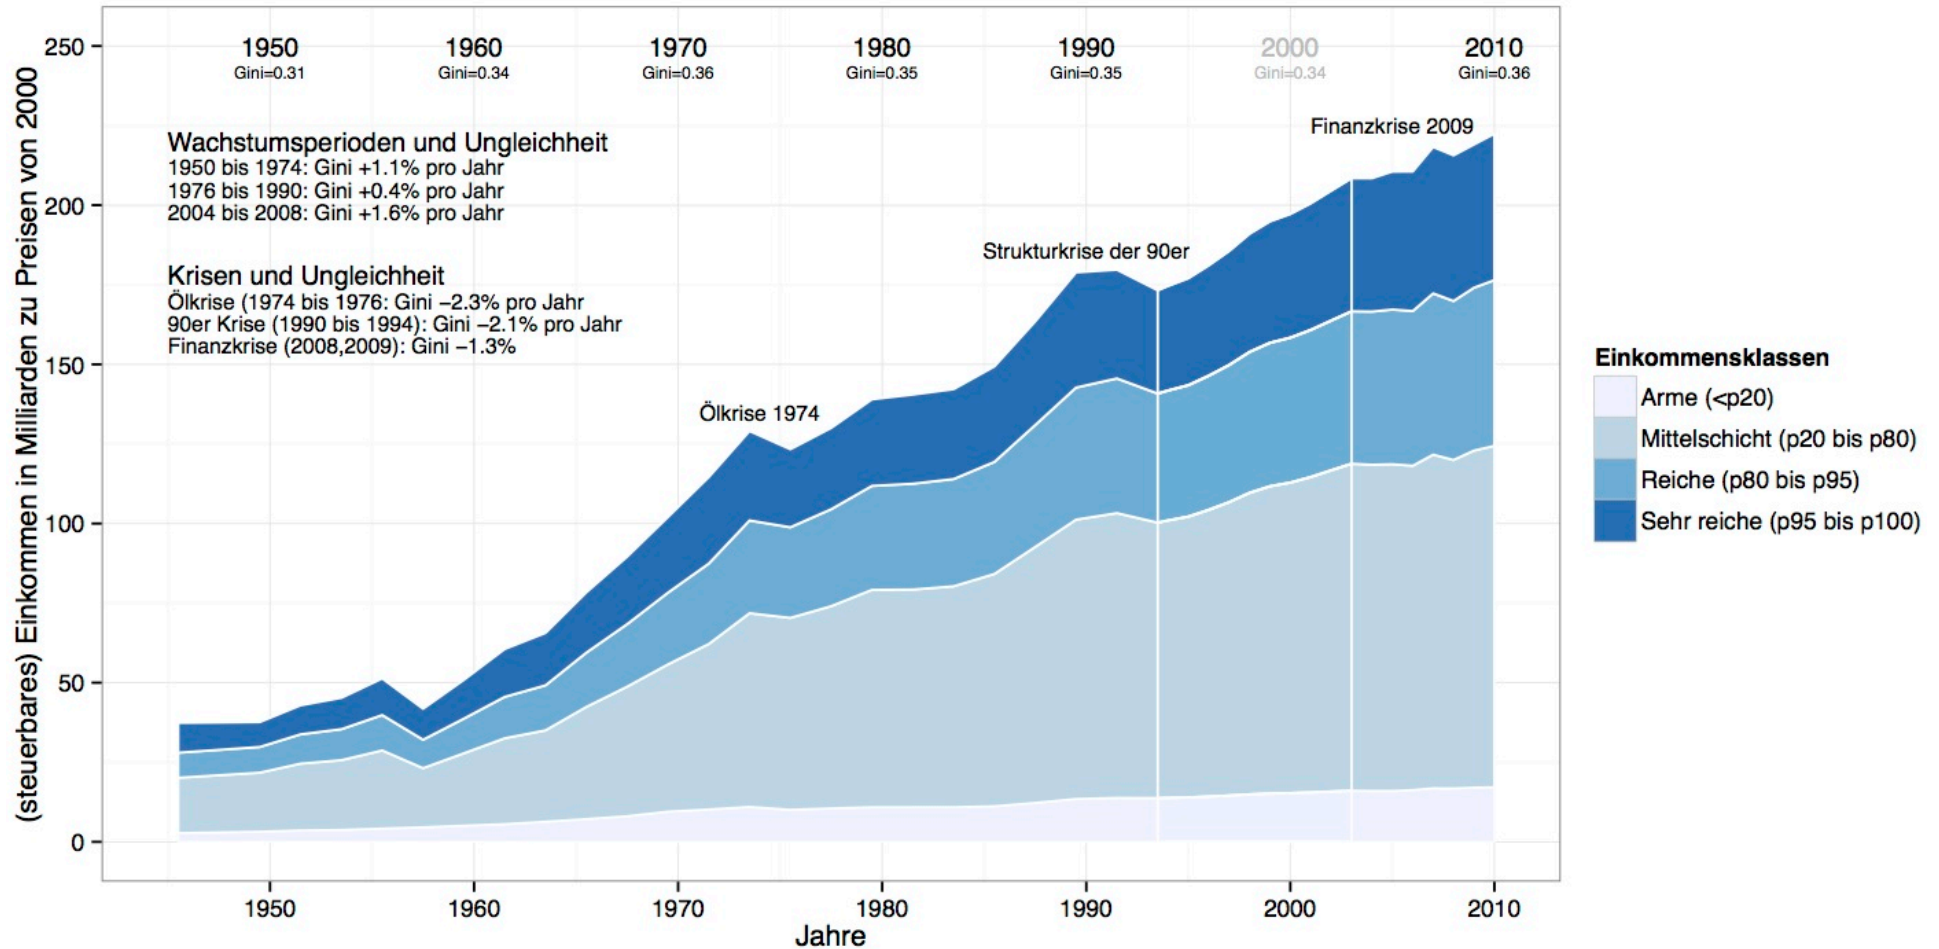 250
200
150
100
50
0
(steuerbares) Einkommen in Milliarden zu Preisen von 2000
1950 1960 1970 1980 1990 2000 2010
Gini=0.31 Gini=0.34 Gini=0.36 Gini=0.35 Gini=0.35 Gini=0.34 Gini=0.36
Finanzkrise 2009
Wachstumsperioden und Ungleichheit
1950 bis 1974: Gini +1.1% pro Jahr
1976 bis 1990: Gini +0.4% pro Jahr
2004 bis 2008: Gini +1.6% pro Jahr
Strukturkrise der 90er
Krisen und Ungleichheit
Ölkrise (1974 bis 1976: Gini −2.3% pro Jahr
90er Krise (1990 bis 1994): Gini −2.1% pro Jahr
Finanzkrise (2008,2009): Gini −1.3%
Ölkrise 1974
1950 1960 1970 1980 1990 2000 2010
Jahre
Einkommensklassen
Arme (<p20)
Mittelschicht (p20 bis p80)
Reiche (p80 bis p95)
Sehr reiche (p95 bis p100)